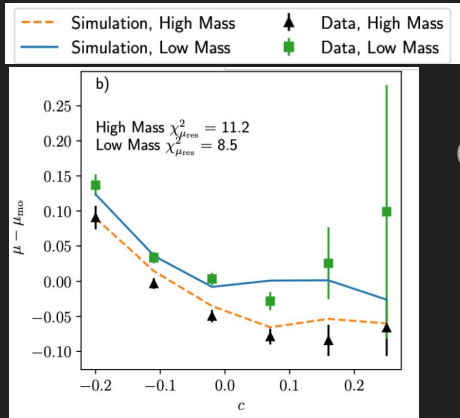 Simulation, High Mass
Data, High Mass
Simulation, Low Mass
Data, Low Mass
b)
High Mass χ²_μres = 11.2
Low Mass χ²_μres = 8.5
μ − μ_mo
0.25
0.20
0.15
0.10
0.05
0.00
−0.05
−0.10
−0.2
−0.1
0.0
0.1
0.2
c